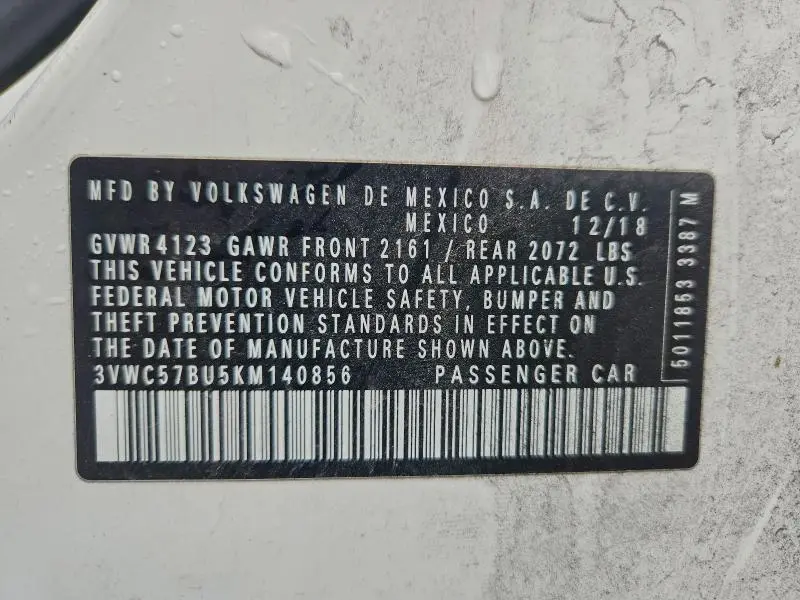 MFD BY VOLKSWAGEN DE MEXICO S.A. DE C.V.
MEXICO 12/18
GVWR 4123 GAWR FRONT 2161 / REAR 2072 LBS
THIS VEHICLE CONFORMS TO ALL APPLICABLE U.S.
FEDERAL MOTOR VEHICLE SAFETY, BUMPER AND
THEFT PREVENTION STANDARDS IN EFFECT ON
THE DATE OF MANUFACTURE SHOWN ABOVE.
3VWC57BU5KM140856 PASSENGER CAR
5011853 3387 M